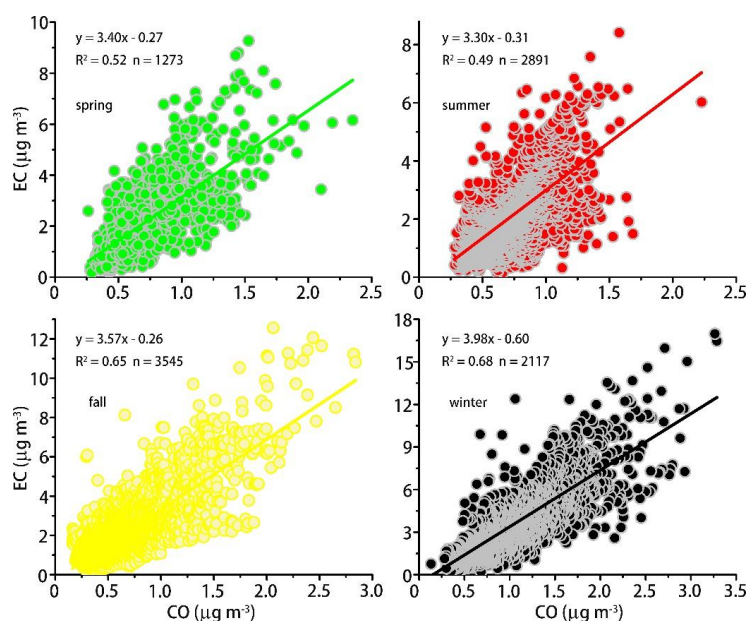 y = 3.40x - 0.27
R² = 0.52 n = 1273
spring
EC (μg m⁻³)
10
8
6
4
2
0
0 0.5 1.0 1.5 2.0 2.5
y = 3.30x - 0.31
R² = 0.49 n = 2891
summer
8
6
4
2
0
0 0.5 1.0 1.5 2.0 2.5
y = 3.57x - 0.26
R² = 0.65 n = 3545
fall
EC (μg m⁻³)
12
10
8
6
4
2
0
0 0.5 1.0 1.5 2.0 2.5 3.0
CO (μg m⁻³)
y = 3.98x - 0.60
R² = 0.68 n = 2117
winter
18
15
12
9
6
3
0
0 0.5 1.0 1.5 2.0 2.5 3.0 3.5
CO (μg m⁻³)